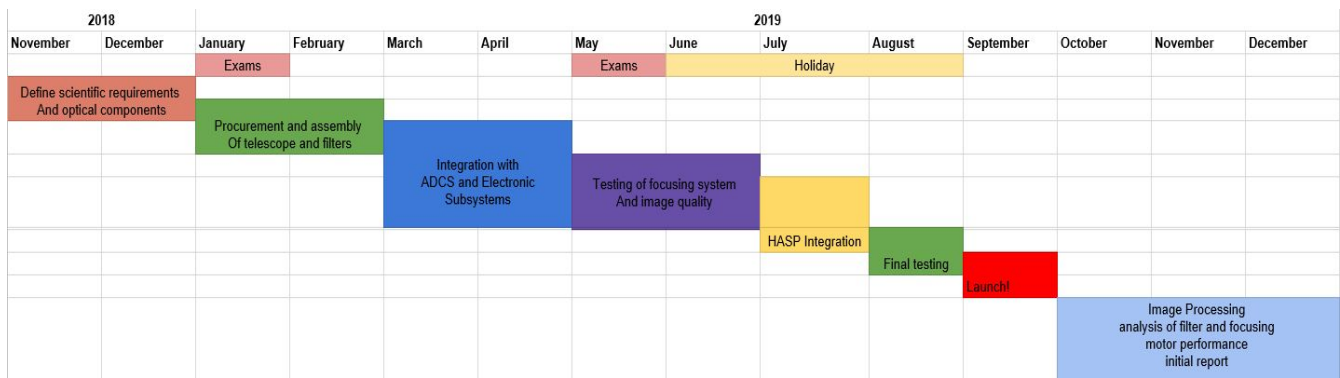 2018 2019
November December January February March April May June July August September October November December
Exams Exams Holiday
Define scientific requirements
And optical components
Procurement and assembly
Of telescope and filters
Integration with
ADCS and Electronic
Subsystems
Testing of focusing system
And image quality
HASP Integration
Final testing
Launch!
Image Processing
analysis of filter and focusing
motor performance
initial report